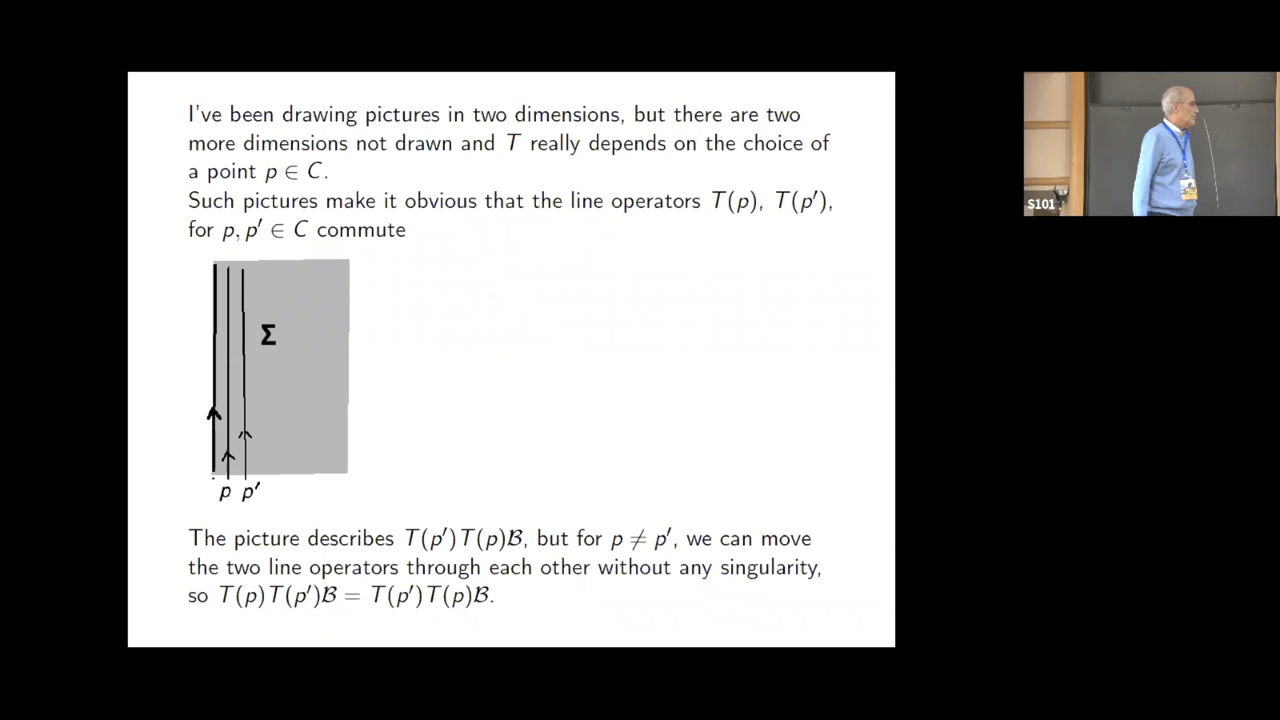 I've been drawing pictures in two dimensions, but there are two
more dimensions not drawn and T really depends on the choice of
a point p ∈ C.
Such pictures make it obvious that the line operators T(p), T(p′),
for p, p′ ∈ C commute
Σ
p p′
The picture describes T(p′)T(p)ℬ, but for p ≠ p′, we can move
the two line operators through each other without any singularity,
so T(p)T(p′)ℬ = T(p′)T(p)ℬ.
S101